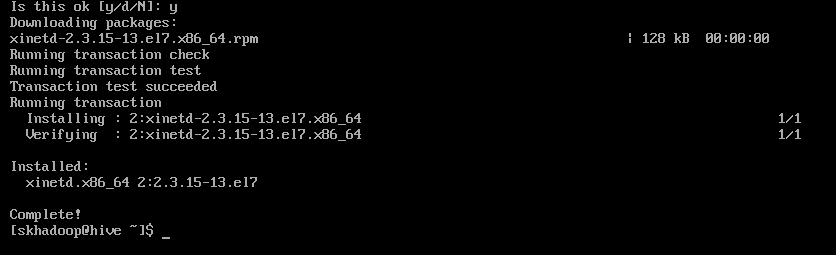 Is this ok [y/d/N]: y
Downloading packages:
xinetd-2.3.15-13.el7.x86_64.rpm | 128 kB 00:00:00
Running transaction check
Running transaction test
Transaction test succeeded
Running transaction
Installing : 2:xinetd-2.3.15-13.el7.x86_64 1/1
Verifying : 2:xinetd-2.3.15-13.el7.x86_64 1/1
Installed:
xinetd.x86_64 2:2.3.15-13.el7
Complete!
[skhadoop@hive ~]$ _